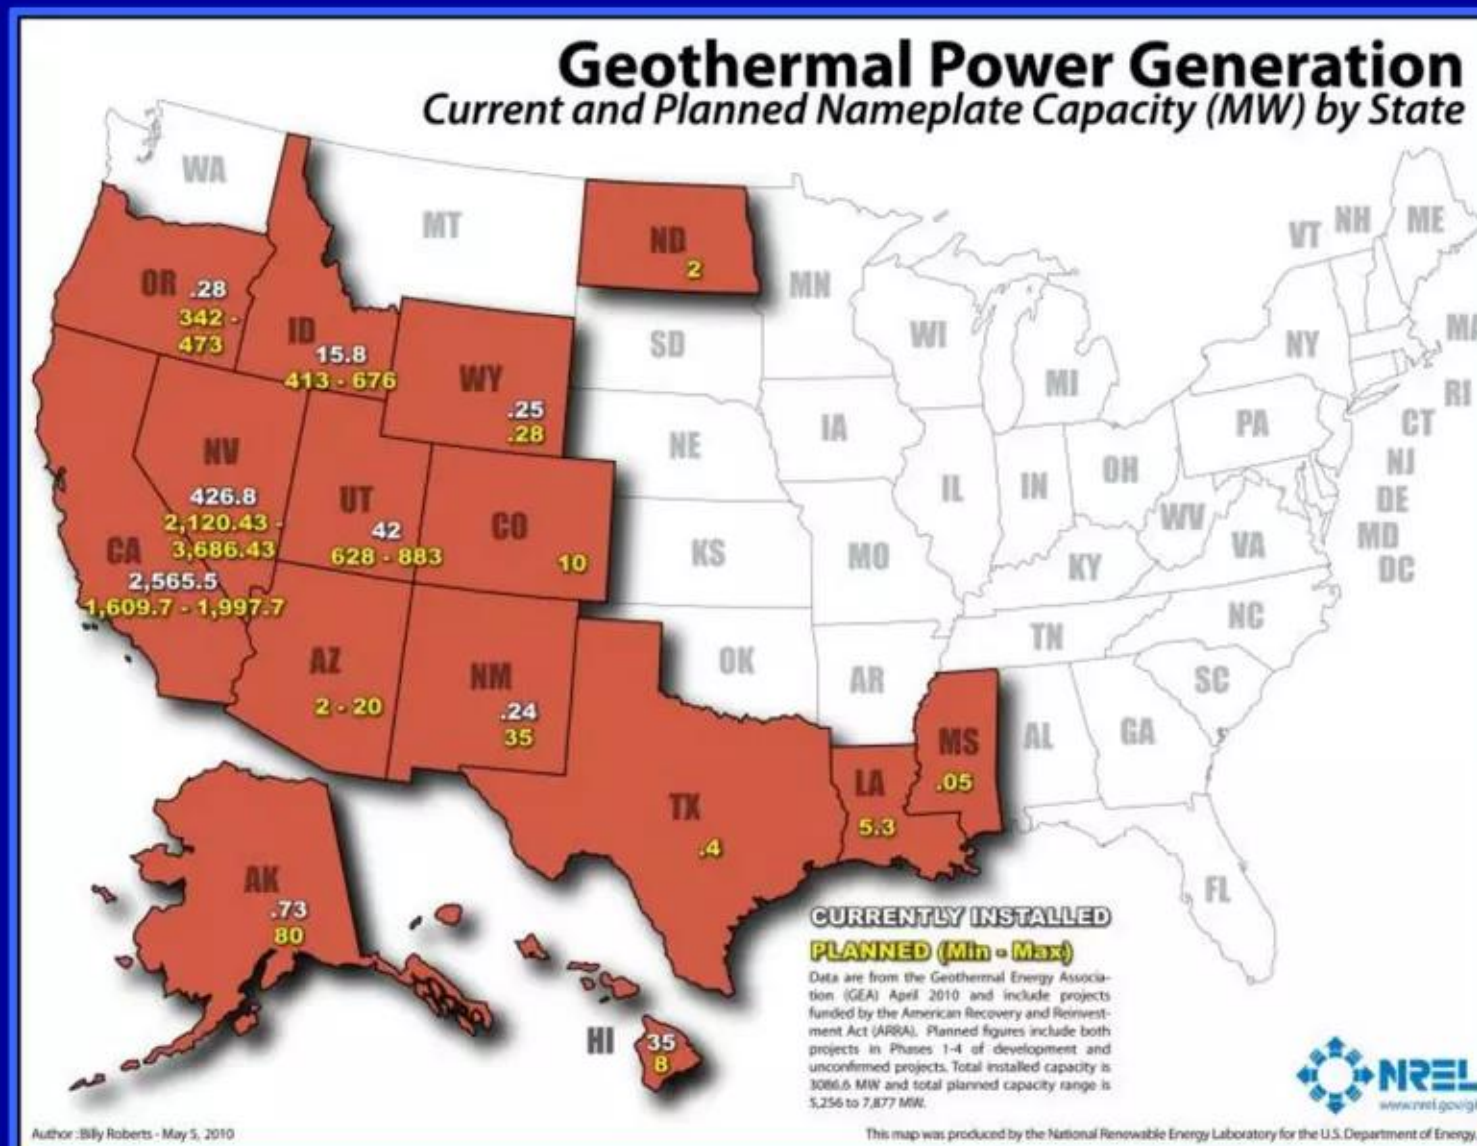 Geothermal Power Generation
Current and Planned Nameplate Capacity (MW) by State
WA
MT
ND
2
MN
VT
NH
ME
OR .28
342 -
473
ID
15.8
413 - 676
WY
.25
.28
SD
WI
MI
NY
MA
RI
CT
NJ
DE
MD
DC
NE
IA
PA
NV
426.8
2,120.43 -
3,686.43
UT
42
628 - 883
CO
10
IL
IN
OH
WV
VA
CA
2,565.5
1,609.7 - 1,997.7
KS
MO
KY
NC
TN
AZ
2 - 20
NM
.24
35
OK
AR
SC
MS
.05
AL
GA
LA
5.3
TX
.4
FL
AK
.73
80
HI
35
8
CURRENTLY INSTALLED
PLANNED (Min - Max)
Data are from the Geothermal Energy Associa-
tion (GEA) April 2010 and include projects
funded by the American Recovery and Reinvest-
ment Act (ARRA). Planned figures include both
projects in Phases 1-4 of development and
unconfirmed projects. Total installed capacity is
3086.6 MW and total planned capacity range is
5,256 to 7,877 MW.
NREL
www.nrel.gov/gi
Author : Billy Roberts - May 5, 2010
This map was produced by the National Renewable Energy Laboratory for the U.S. Department of Energy.